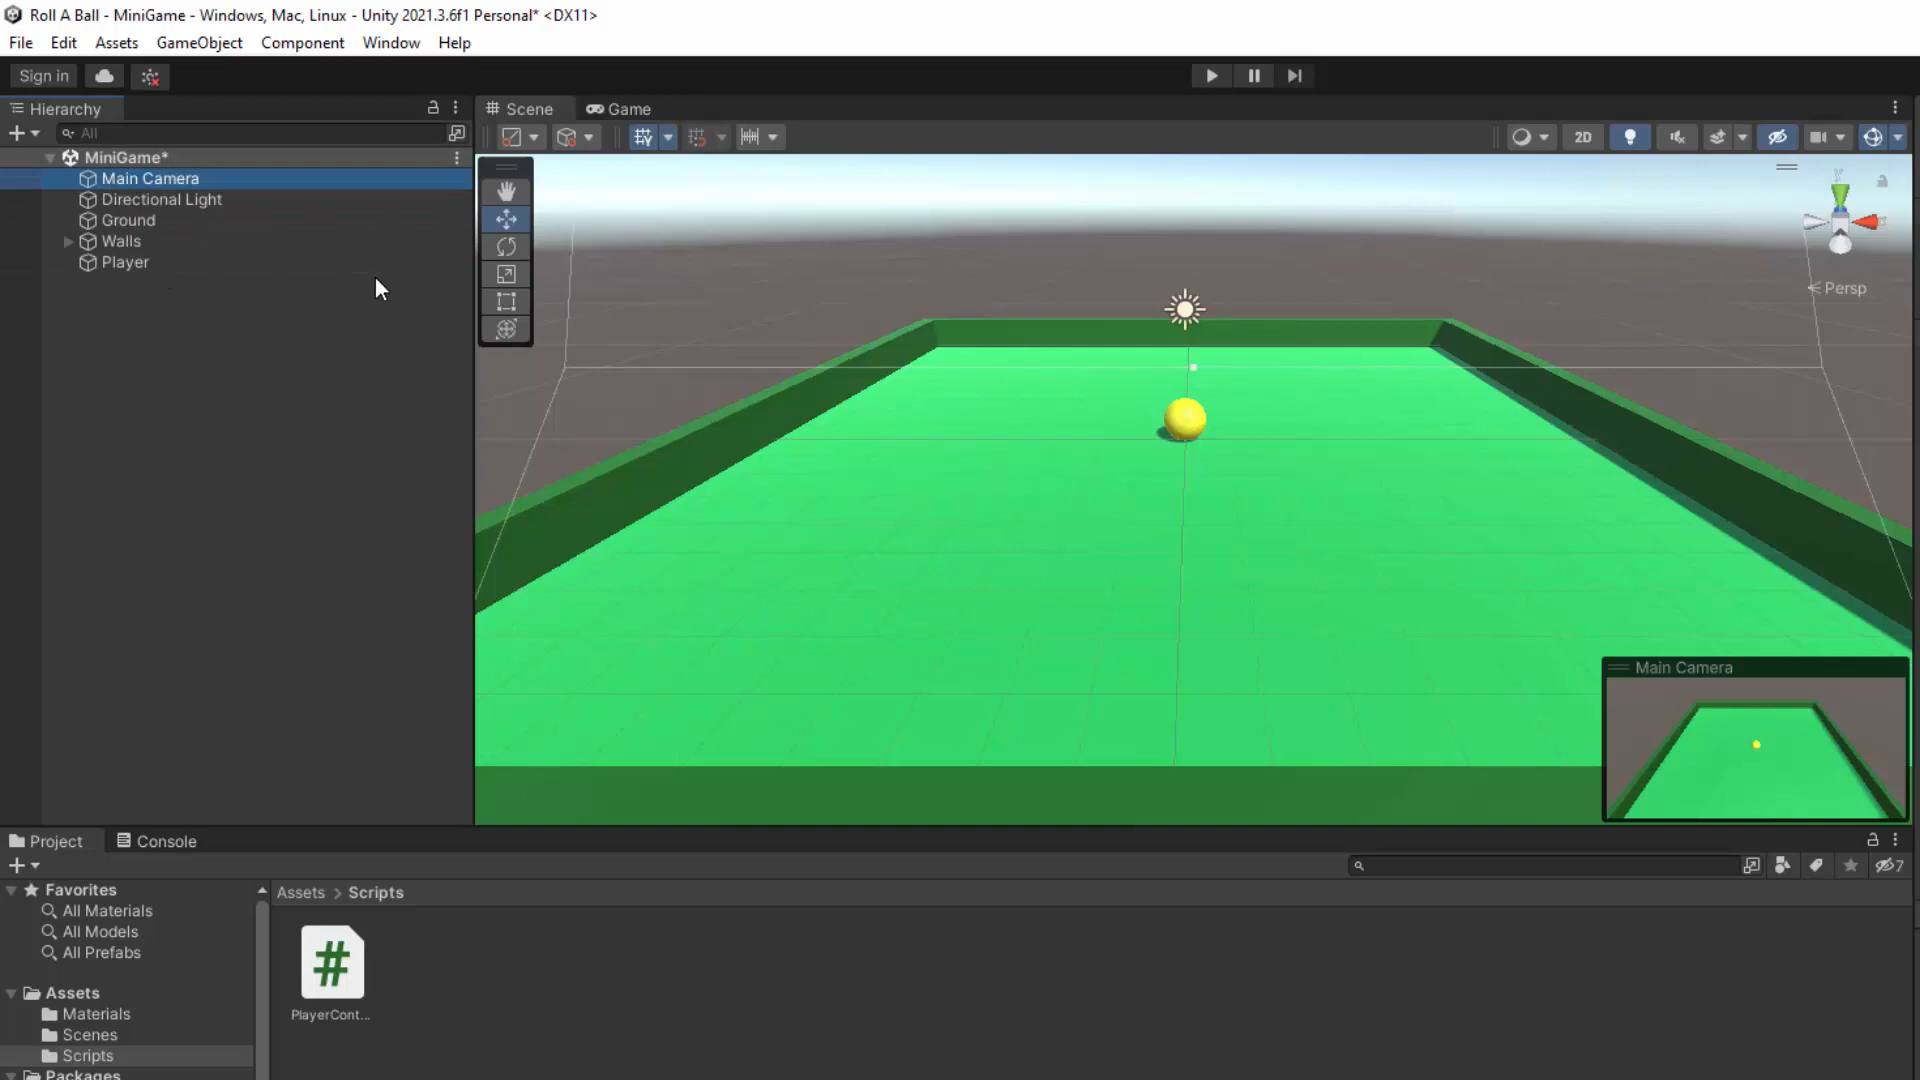 Roll A Ball - MiniGame - Windows, Mac, Linux - Unity 2021.3.6f1 Personal* <DX11>
File Edit Assets GameObject Component Window Help
Sign in
Hierarchy
All
MiniGame*
Main Camera
Directional Light
Ground
Walls
Player
Scene Game
2D
y
Persp
Main Camera
Project Console
Favorites
All Materials
All Models
All Prefabs
Assets
Materials
Scenes
Scripts
Packages
Assets > Scripts
7
#
PlayerCont...